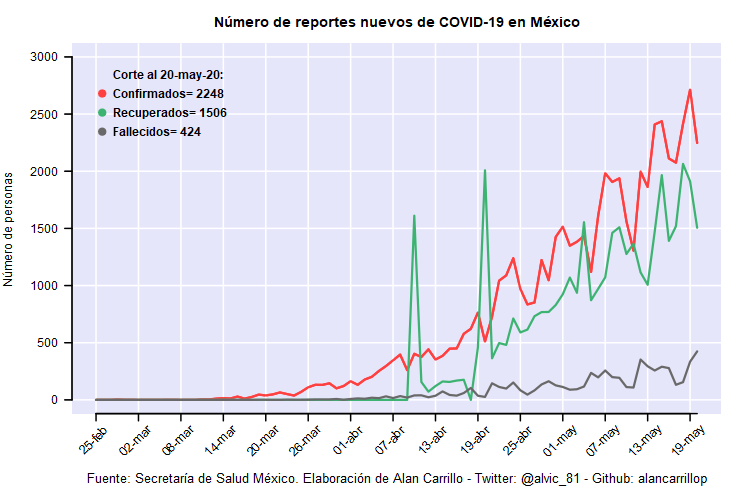 Número de reportes nuevos de COVID-19 en México
Número de personas
3000
2500
2000
1500
1000
500
0
Corte al 20-may-20:
Confirmados= 2248
Recuperados= 1506
Fallecidos= 424
25-feb
02-mar
08-mar
14-mar
20-mar
26-mar
01-abr
07-abr
13-abr
19-abr
25-abr
01-may
07-may
13-may
19-may
Fuente: Secretaría de Salud México. Elaboración de Alan Carrillo - Twitter: @alvic_81 - Github: alancarrillop